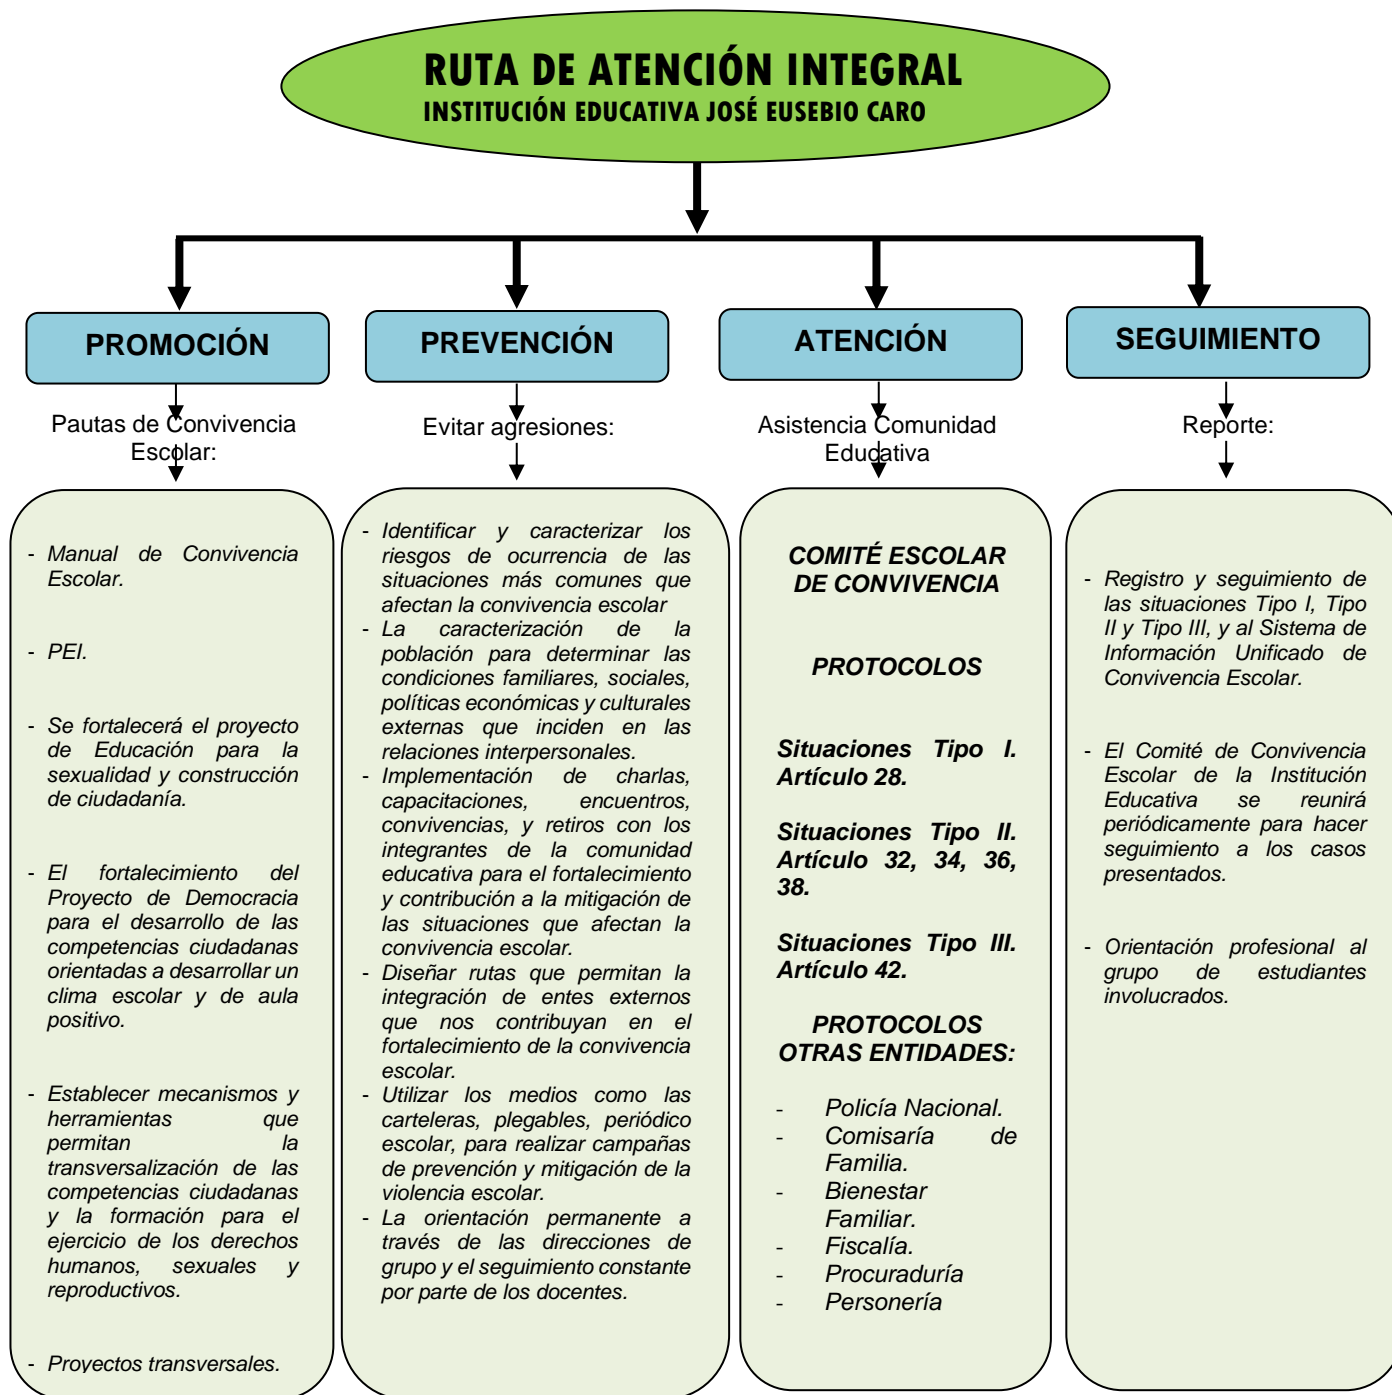 RUTA DE ATENCIÓN INTEGRAL
INSTITUCIÓN EDUCATIVA JOSÉ EUSEBIO CARO
PROMOCIÓN
Pautas de Convivencia
Escolar:
- Manual de Convivencia
Escolar.
- PEI.
- Se fortalecerá el proyecto
de Educación para la
sexualidad y construcción
de ciudadanía.
- El fortalecimiento del
Proyecto de Democracia
para el desarrollo de las
competencias ciudadanas
orientadas a desarrollar un
clima escolar y de aula
positivo.
- Establecer mecanismos y
herramientas que
permitan la
transversalización de las
competencias ciudadanas
y la formación para el
ejercicio de los derechos
humanos, sexuales y
reproductivos.
- Proyectos transversales.
PREVENCIÓN
Evitar agresiones:
- Identificar y caracterizar los
riesgos de ocurrencia de las
situaciones más comunes que
afectan la convivencia escolar
- La caracterización de la
población para determinar las
condiciones familiares, sociales,
políticas económicas y culturales
externas que inciden en las
relaciones interpersonales.
- Implementación de charlas,
capacitaciones, encuentros,
convivencias, y retiros con los
integrantes de la comunidad
educativa para el fortalecimiento
y contribución a la mitigación de
las situaciones que afectan la
convivencia escolar.
- Diseñar rutas que permitan la
integración de entes externos
que nos contribuyan en el
fortalecimiento de la convivencia
escolar.
- Utilizar los medios como las
carteleras, plegables, periódico
escolar, para realizar campañas
de prevención y mitigación de la
violencia escolar.
- La orientación permanente a
través de las direcciones de
grupo y el seguimiento constante
por parte de los docentes.
ATENCIÓN
Asistencia Comunidad
Educativa
COMITÉ ESCOLAR
DE CONVIVENCIA
PROTOCOLOS
Situaciones Tipo I.
Artículo 28.
Situaciones Tipo II.
Artículo 32, 34, 36,
38.
Situaciones Tipo III.
Artículo 42.
PROTOCOLOS
OTRAS ENTIDADES:
- Policía Nacional.
- Comisaría de
Familia.
- Bienestar
Familiar.
- Fiscalía.
- Procuraduría
- Personería
SEGUIMIENTO
Reporte:
- Registro y seguimiento de
las situaciones Tipo I, Tipo
II y Tipo III, y al Sistema de
Información Unificado de
Convivencia Escolar.
- El Comité de Convivencia
Escolar de la Institución
Educativa se reunirá
periódicamente para hacer
seguimiento a los casos
presentados.
- Orientación profesional al
grupo de estudiantes
involucrados.